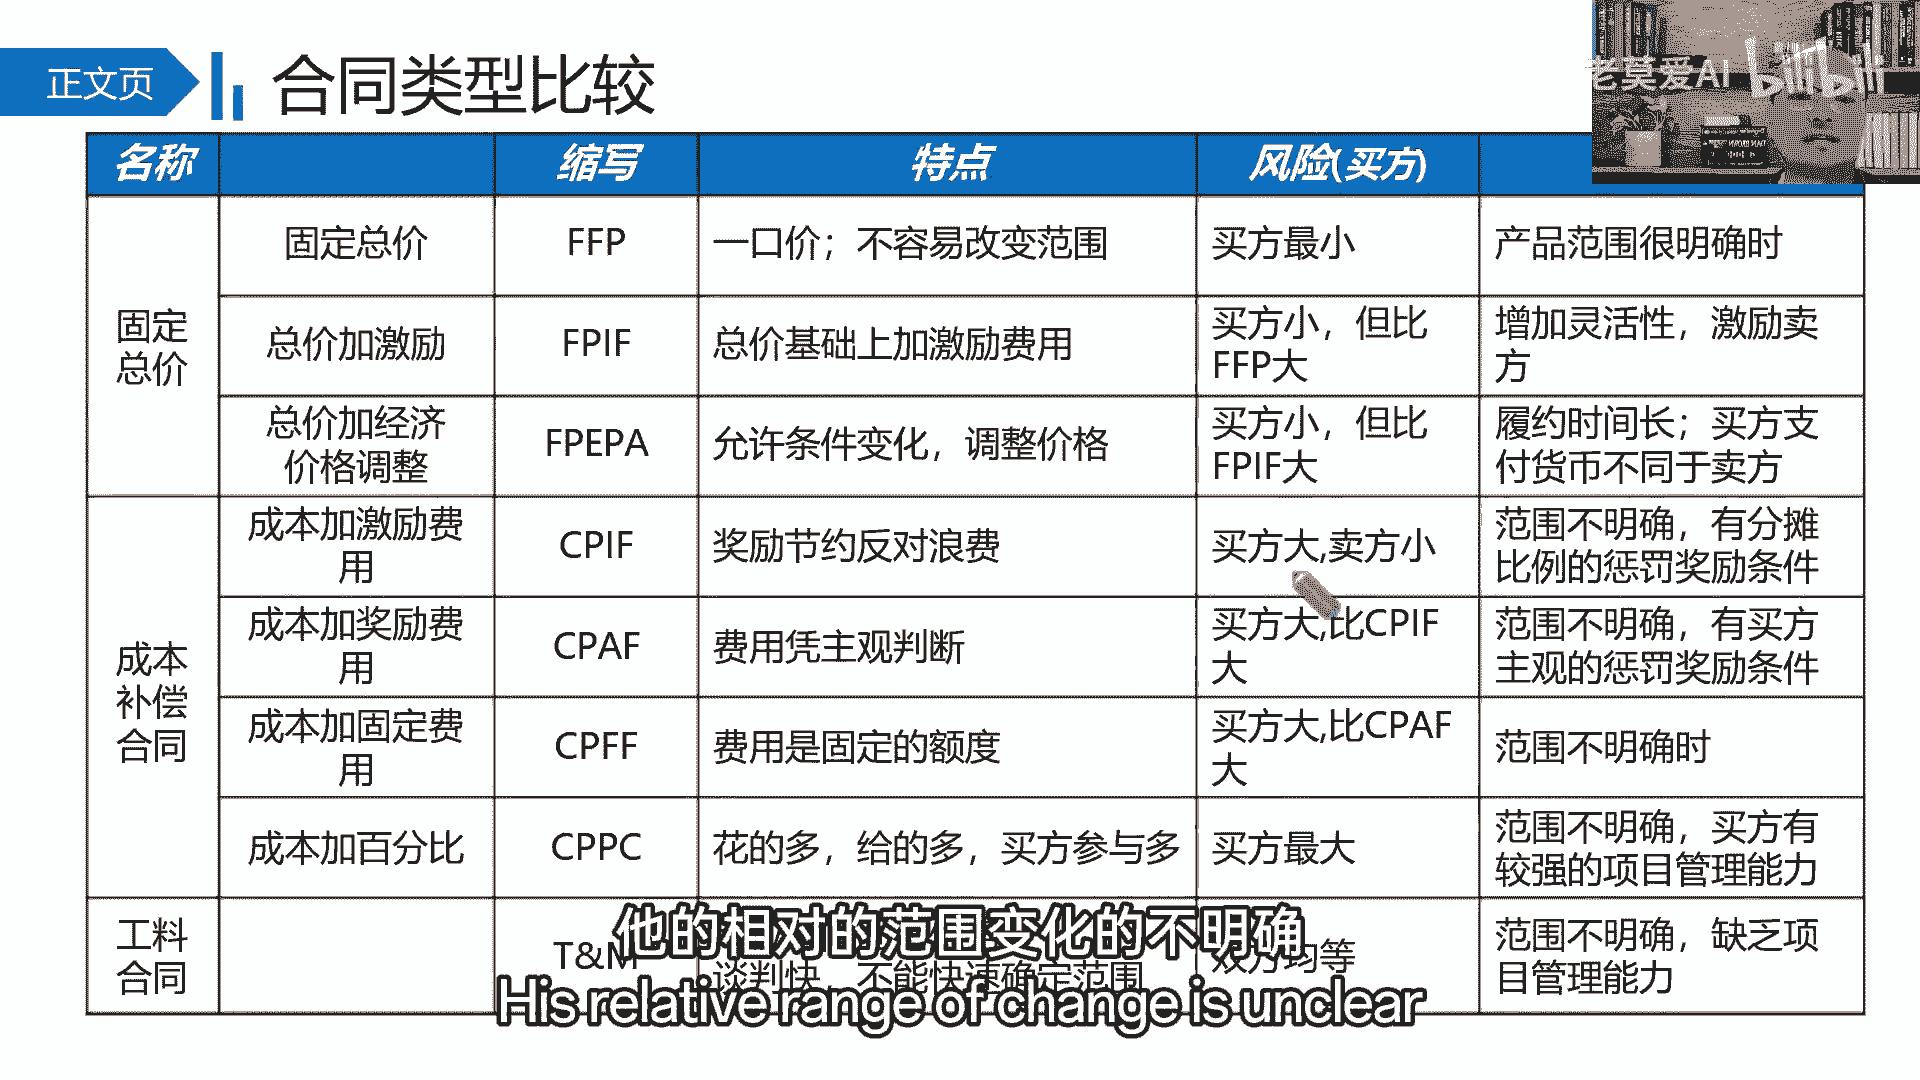 正文页
合同类型比较
老莫爱AI bilibili
名称 缩写 特点 风险(买方)
固定
总价
固定总价 FFP 一口价；不容易改变范围 买方最小 产品范围很明确时
总价加激励 FPIF 总价基础上加激励费用
买方小，但比
FFP大
增加灵活性，激励卖
方
总价加经济
价格调整
FPEPA 允许条件变化，调整价格
买方小，但比
FPIF大
履约时间长；买方支
付货币不同于卖方
成本
补偿
合同
成本加激励费
用
CPIF 奖励节约反对浪费 买方大,卖方小
范围不明确，有分摊
比例的惩罚奖励条件
成本加奖励费
用
CPAF 费用凭主观判断
买方大,比CPIF
大
范围不明确，有买方
主观的惩罚奖励条件
成本加固定费
用
CPFF 费用是固定的额度
买方大,比CPAF
大
范围不明确时
成本加百分比 CPPC 花的多，给的多，买方参与多 买方最大
范围不明确，买方有
较强的项目管理能力
工料
合同
T&M
谈判快，不能快速确定范围
双方均等
范围不明确，缺乏项
目管理能力
他的相对的范围变化的不明确
His relative range of change is unclear